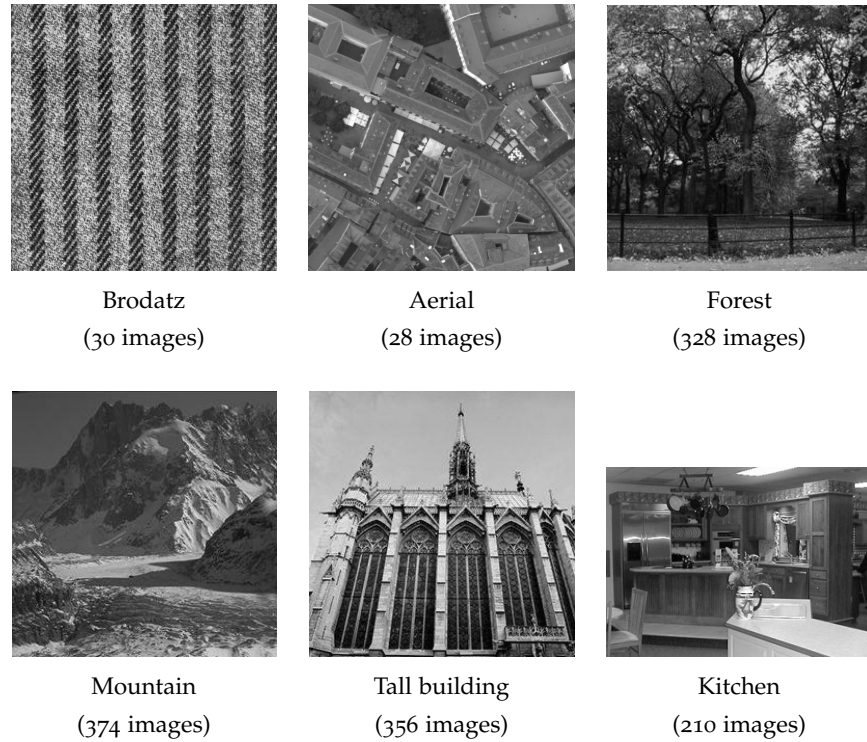 Brodatz
(30 images)
Aerial
(28 images)
Forest
(328 images)
Mountain
(374 images)
Tall building
(356 images)
Kitchen
(210 images)